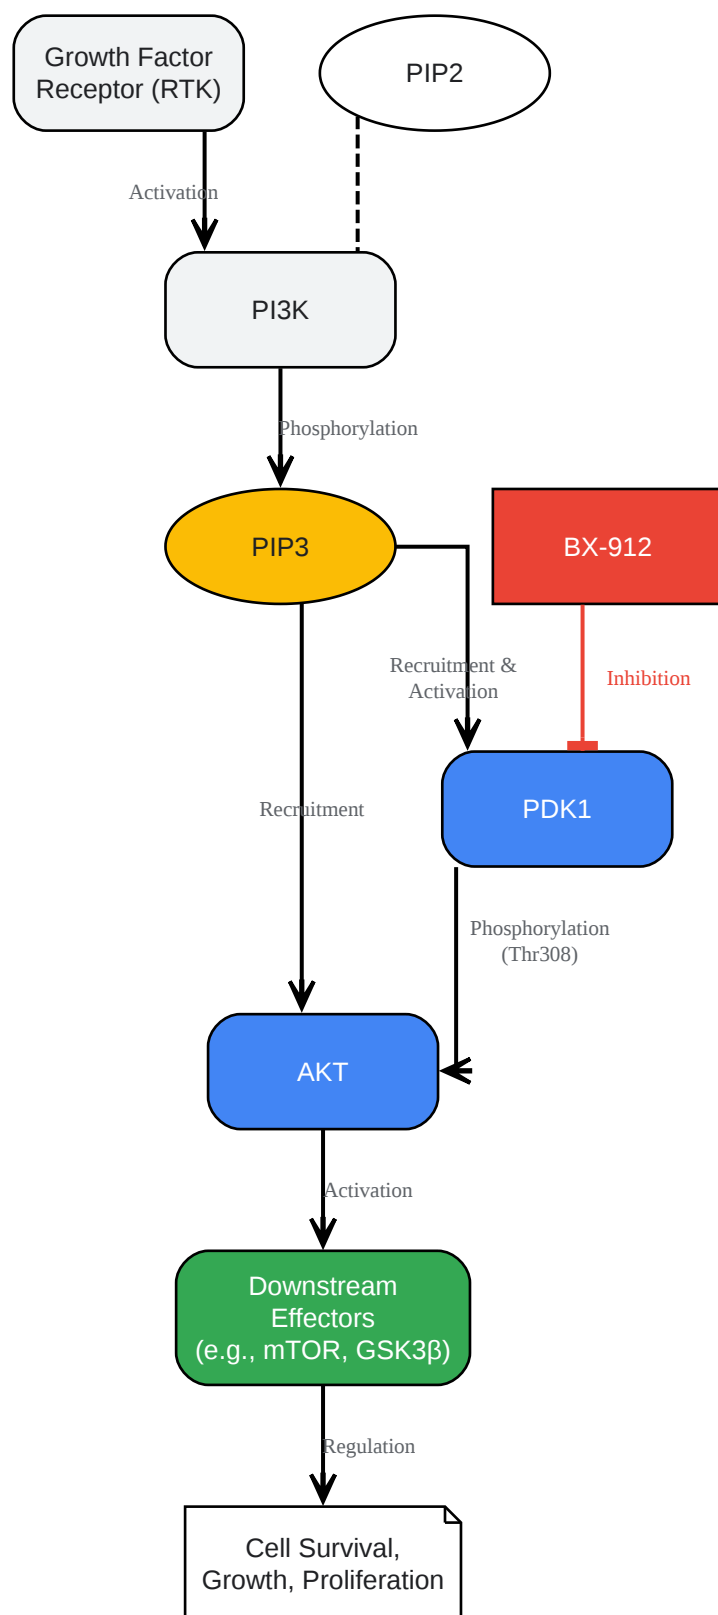 Growth Factor
Receptor (RTK)
PIP2
Activation
PI3K
Phosphorylation
PIP3
BX-912
Recruitment &
Activation
Inhibition
Recruitment
PDK1
Phosphorylation
(Thr308)
AKT
Activation
Downstream
Effectors
(e.g., mTOR, GSK3β)
Regulation
Cell Survival,
Growth, Proliferation